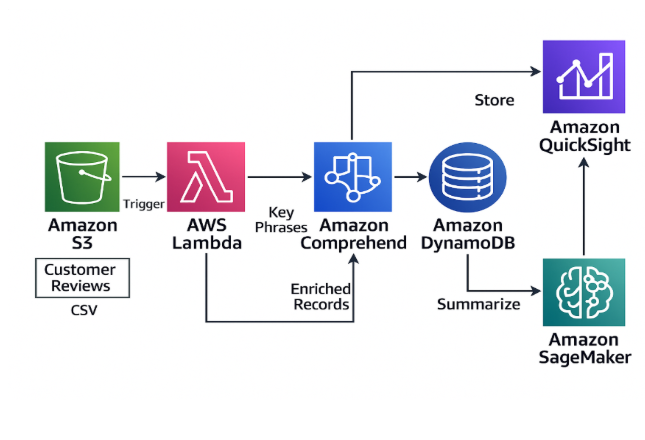 Store
Amazon
QuickSight
Trigger
Amazon
S3
AWS
Lambda
Key
Phrases
Amazon
Comprehend
Amazon
DynamoDB
Customer
Reviews
CSV
Enriched
Records
Summarize
Amazon
SageMaker